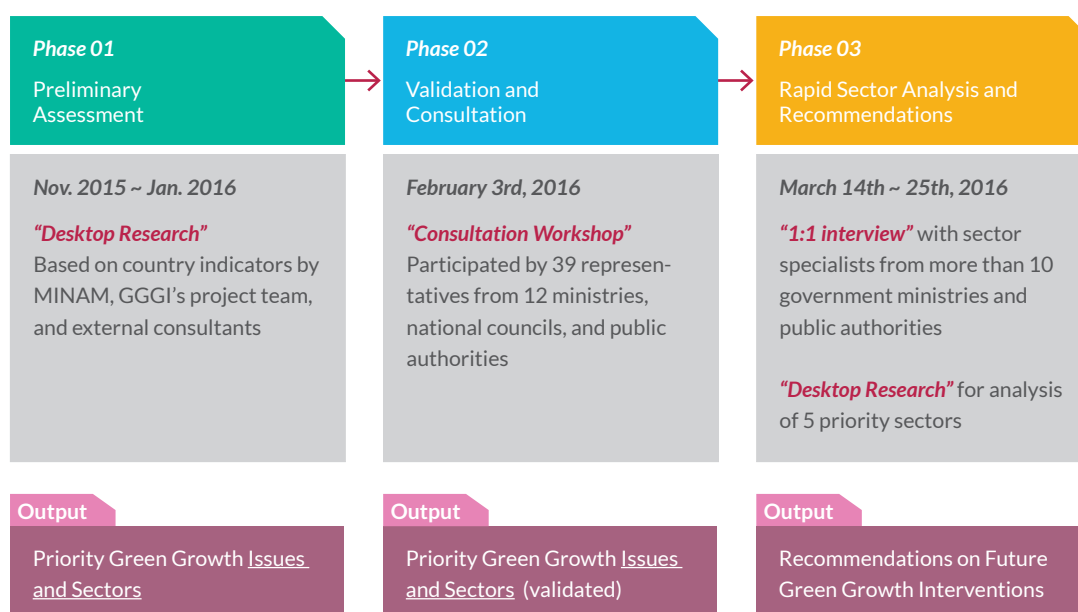 Phase 01
Preliminary
Assessment
Nov. 2015 ~ Jan. 2016
“Desktop Research”
Based on country indicators by
MINAM, GGGI’s project team,
and external consultants
Output
Priority Green Growth Issues
and Sectors
Phase 02
Validation and
Consultation
February 3rd, 2016
“Consultation Workshop”
Participated by 39 represen-
tatives from 12 ministries,
national councils, and public
authorities
Output
Priority Green Growth Issues
and Sectors (validated)
Phase 03
Rapid Sector Analysis and
Recommendations
March 14th ~ 25th, 2016
“1:1 interview” with sector
specialists from more than 10
government ministries and
public authorities
“Desktop Research” for analysis
of 5 priority sectors
Output
Recommendations on Future
Green Growth Interventions